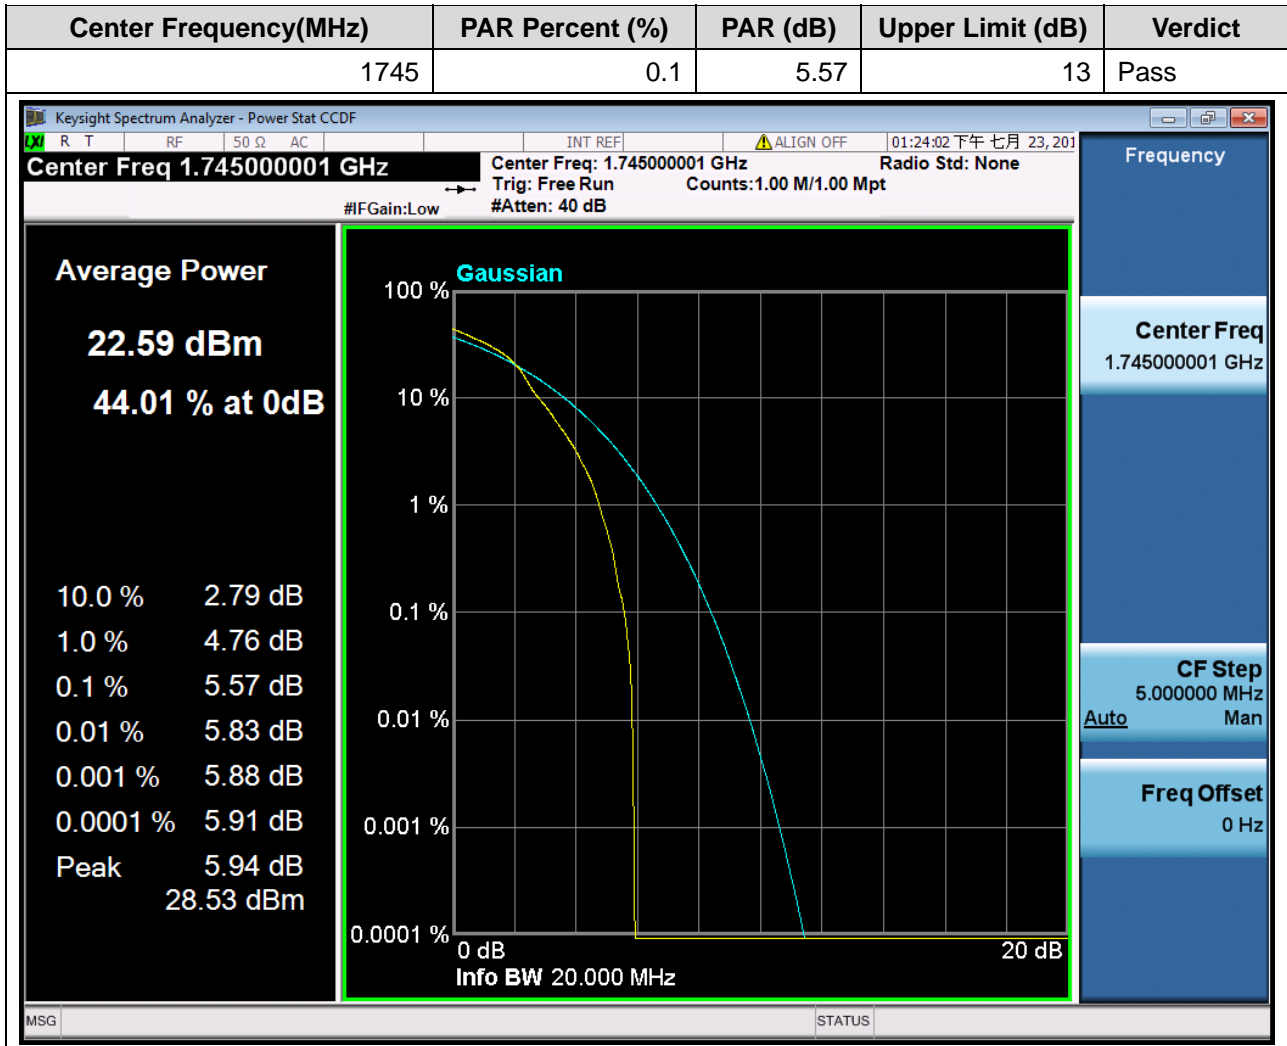 Center Frequency(MHz) PAR Percent (%) PAR (dB) Upper Limit (dB) Verdict
1745 0.1 5.57 13 Pass
Keysight Spectrum Analyzer - Power Stat CCDF
LXI R T RF 50 Ω AC INT REF ALIGN OFF 01:24:02 下午 七月 23, 201
Center Freq 1.745000001 GHz
Center Freq: 1.745000001 GHz Radio Std: None
Trig: Free Run Counts:1.00 M/1.00 Mpt
#IFGain:Low #Atten: 40 dB
Frequency
Average Power
22.59 dBm
44.01 % at 0dB
10.0 % 2.79 dB
1.0 % 4.76 dB
0.1 % 5.57 dB
0.01 % 5.83 dB
0.001 % 5.88 dB
0.0001 % 5.91 dB
Peak 5.94 dB
28.53 dBm
Gaussian
100 %
10 %
1 %
0.1 %
0.01 %
0.001 %
0.0001 %
0 dB 20 dB
Info BW 20.000 MHz
Center Freq
1.745000001 GHz
CF Step
5.000000 MHz
Auto Man
Freq Offset
0 Hz
MSG STATUS